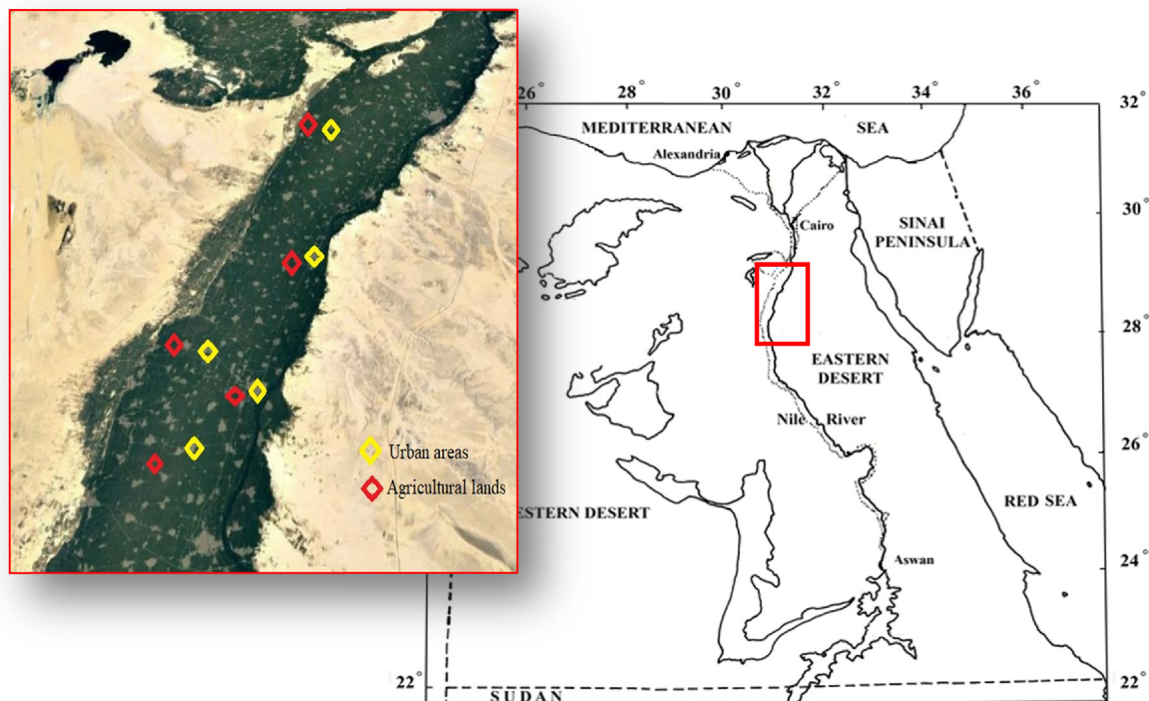 26° 28° 30° 32° 34° 36° 32°
MEDITERRANEAN SEA
Alexandria
30°
Cairo
SINAI
PENINSULA
28°
EASTERN
DESERT
Nile River
26°
Urban areas
Agricultural lands
ESTERN DESERT
RED SEA
Aswan
24°
22° 22°
SUDAN